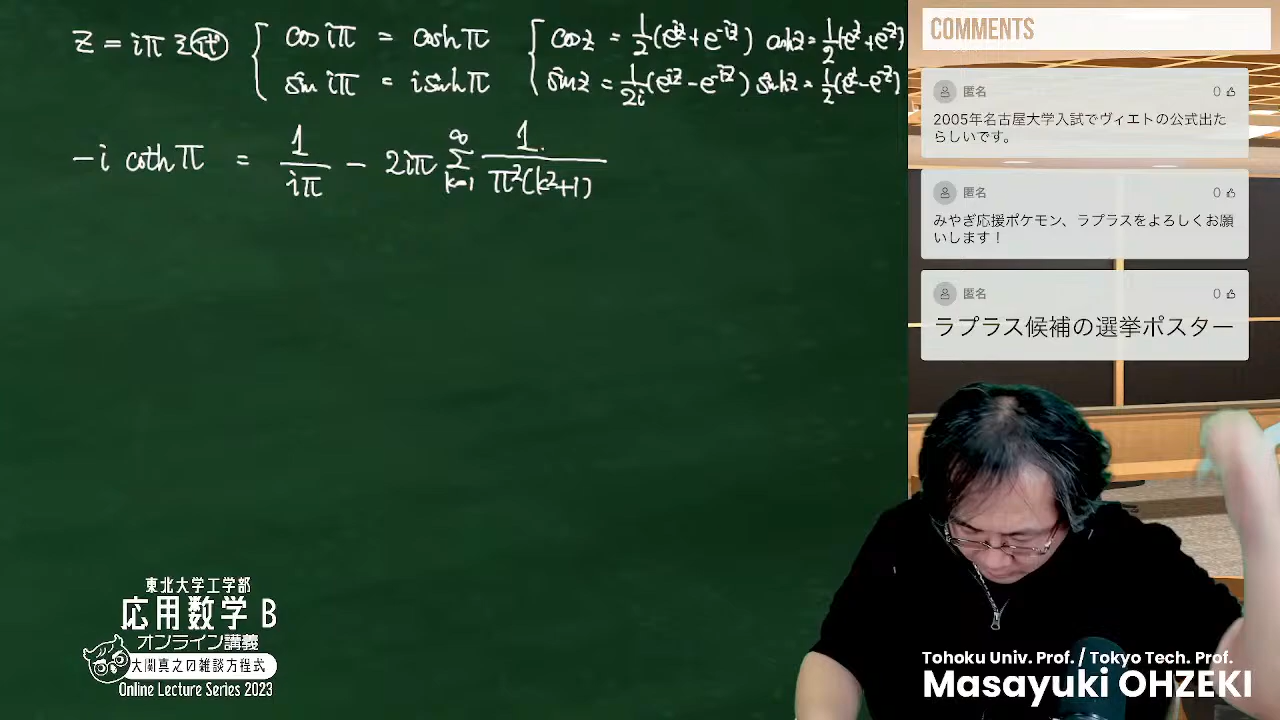 z = iπ を代入 { cos iπ = cosh π { cos z = 1/2 (e^{iz} + e^{-iz}) cosh z = 1/2 (e^z + e^{-z})
sin iπ = i sinh π sin z = 1/2i (e^{iz} - e^{-iz}) sinh z = 1/2 (e^z - e^{-z})
-i coth π = 1/iπ - 2iπ Σ_{k=1}^{∞} 1/π²(k²+1)
COMMENTS
匿名 0
2005年名古屋大学入試でヴィエトの公式出た
らしいです。
匿名 0
みやぎ応援ポケモン、ラプラスをよろしくお願
いします！
匿名 0
ラプラス候補の選挙ポスター
東北大学工学部
応用数学 B
オンライン講義
大関真之の雑談方程式
Online Lecture Series 2023
Tohoku Univ. Prof. / Tokyo Tech. Prof.
Masayuki OHZEKI